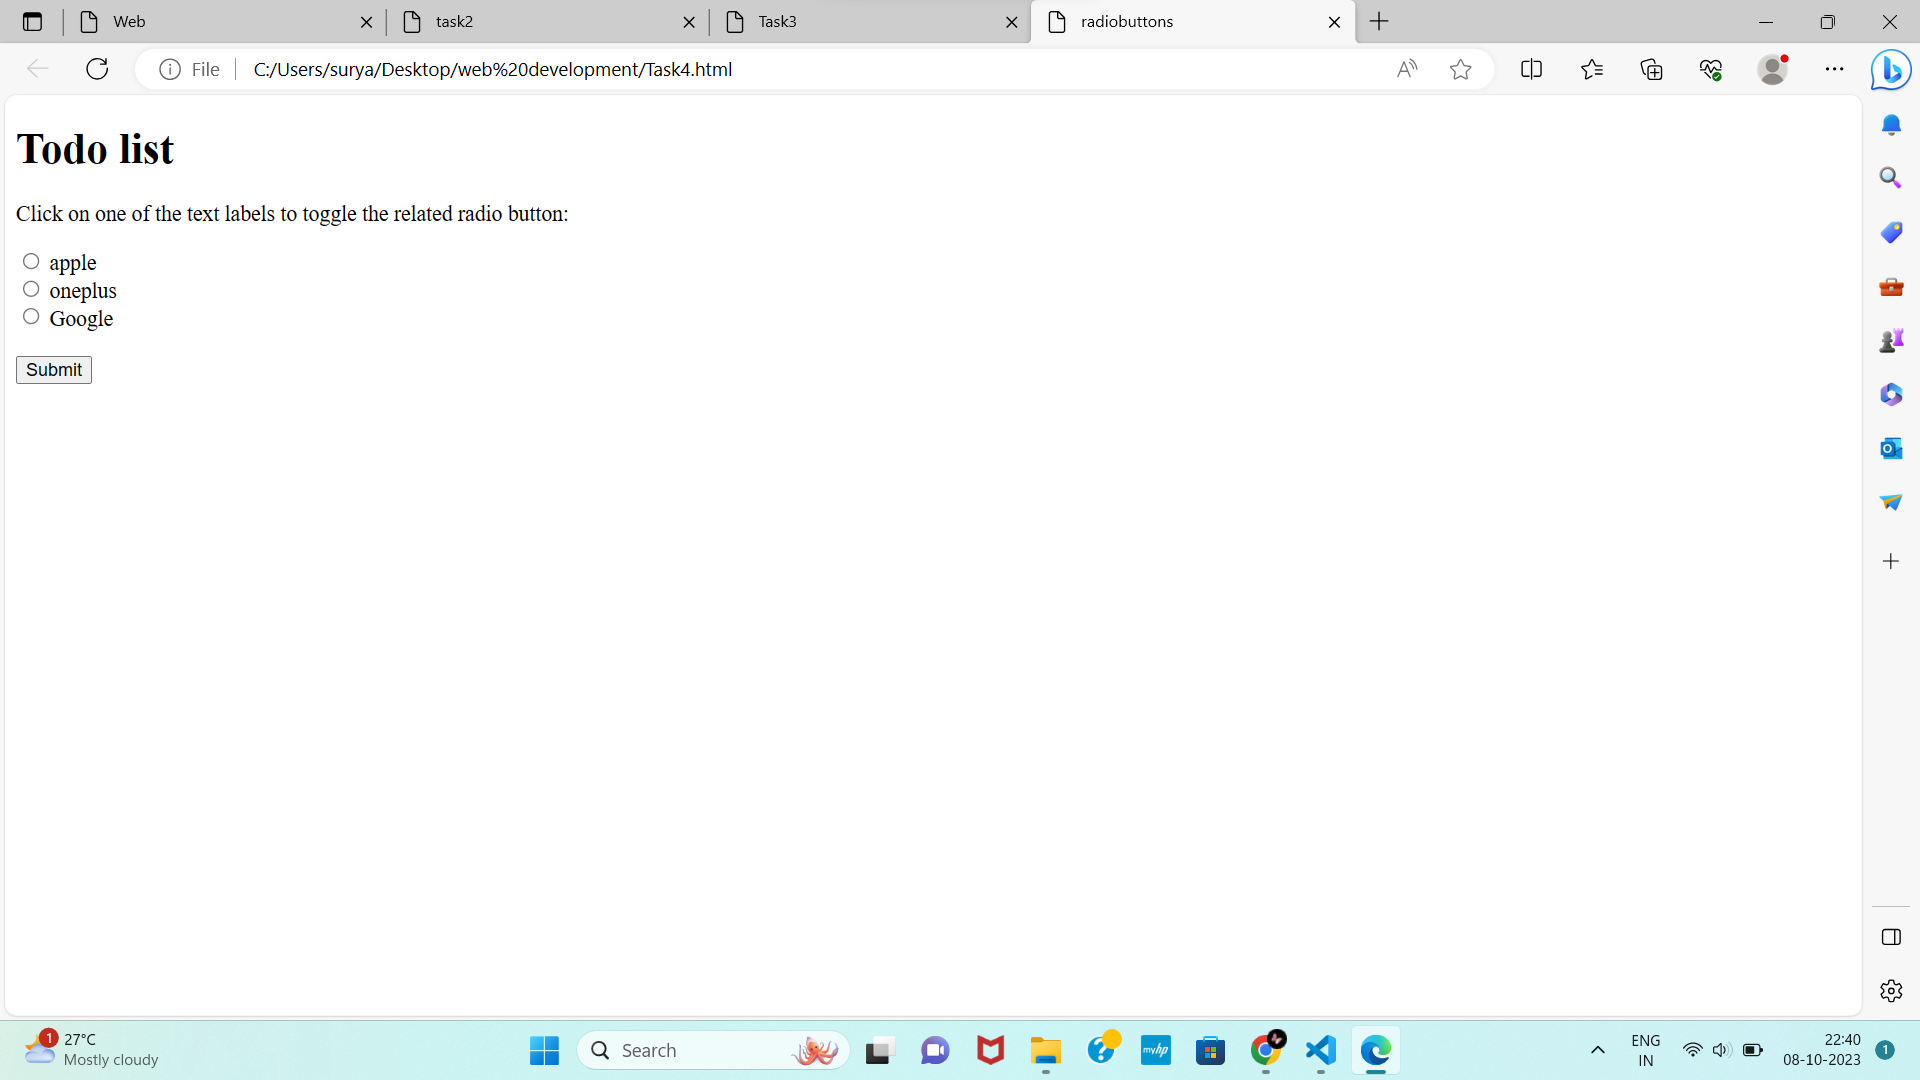 Web
task2
Task3
radiobuttons
File
C:/Users/surya/Desktop/web%20development/Task4.html
Todo list
Click on one of the text labels to toggle the related radio button:
apple
oneplus
Google
Submit
1
27°C
Mostly cloudy
Search
myhp
ENG
IN
22:40
08-10-2023
1